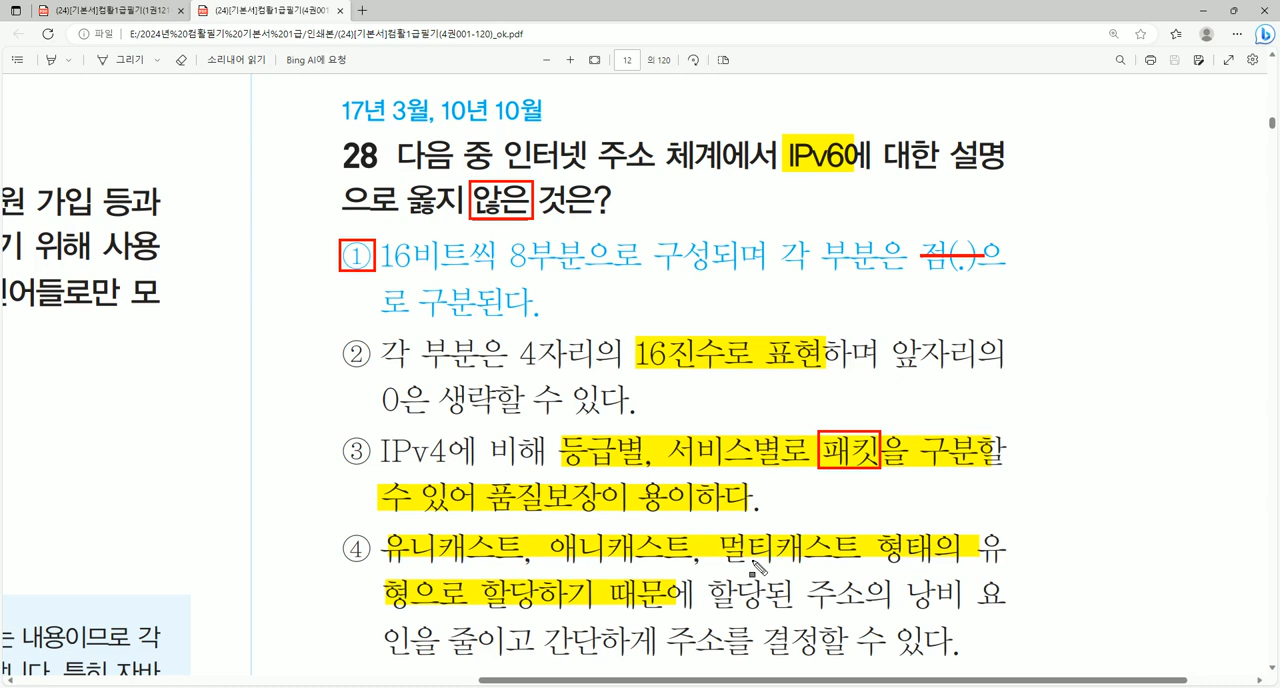 (24)[기본서]컴활1급필기(1권121
(24)[기본서]컴활1급필기(4권001
파일
E:/2024년%20컴활필기%20기본서%201급/인쇄본/(24)[기본서]컴활1급필기(4권001-120)_ok.pdf
그리기
소리내어 읽기
Bing AI에 요청
12
의 120
원 가입 등과
기 위해 사용
어들로만 모
는 내용이므로 각
17년 3월, 10년 10월
28 다음 중 인터넷 주소 체계에서 IPv6에 대한 설명
으로 옳지 않은 것은?
① 16비트씩 8부분으로 구성되며 각 부분은 점(.)으
로 구분된다.
② 각 부분은 4자리의 16진수로 표현하며 앞자리의
0은 생략할 수 있다.
③ IPv4에 비해 등급별, 서비스별로 패킷을 구분할
수 있어 품질보장이 용이하다.
④ 유니캐스트, 애니캐스트, 멀티캐스트 형태의 유
형으로 할당하기 때문에 할당된 주소의 낭비 요
인을 줄이고 간단하게 주소를 결정할 수 있다.